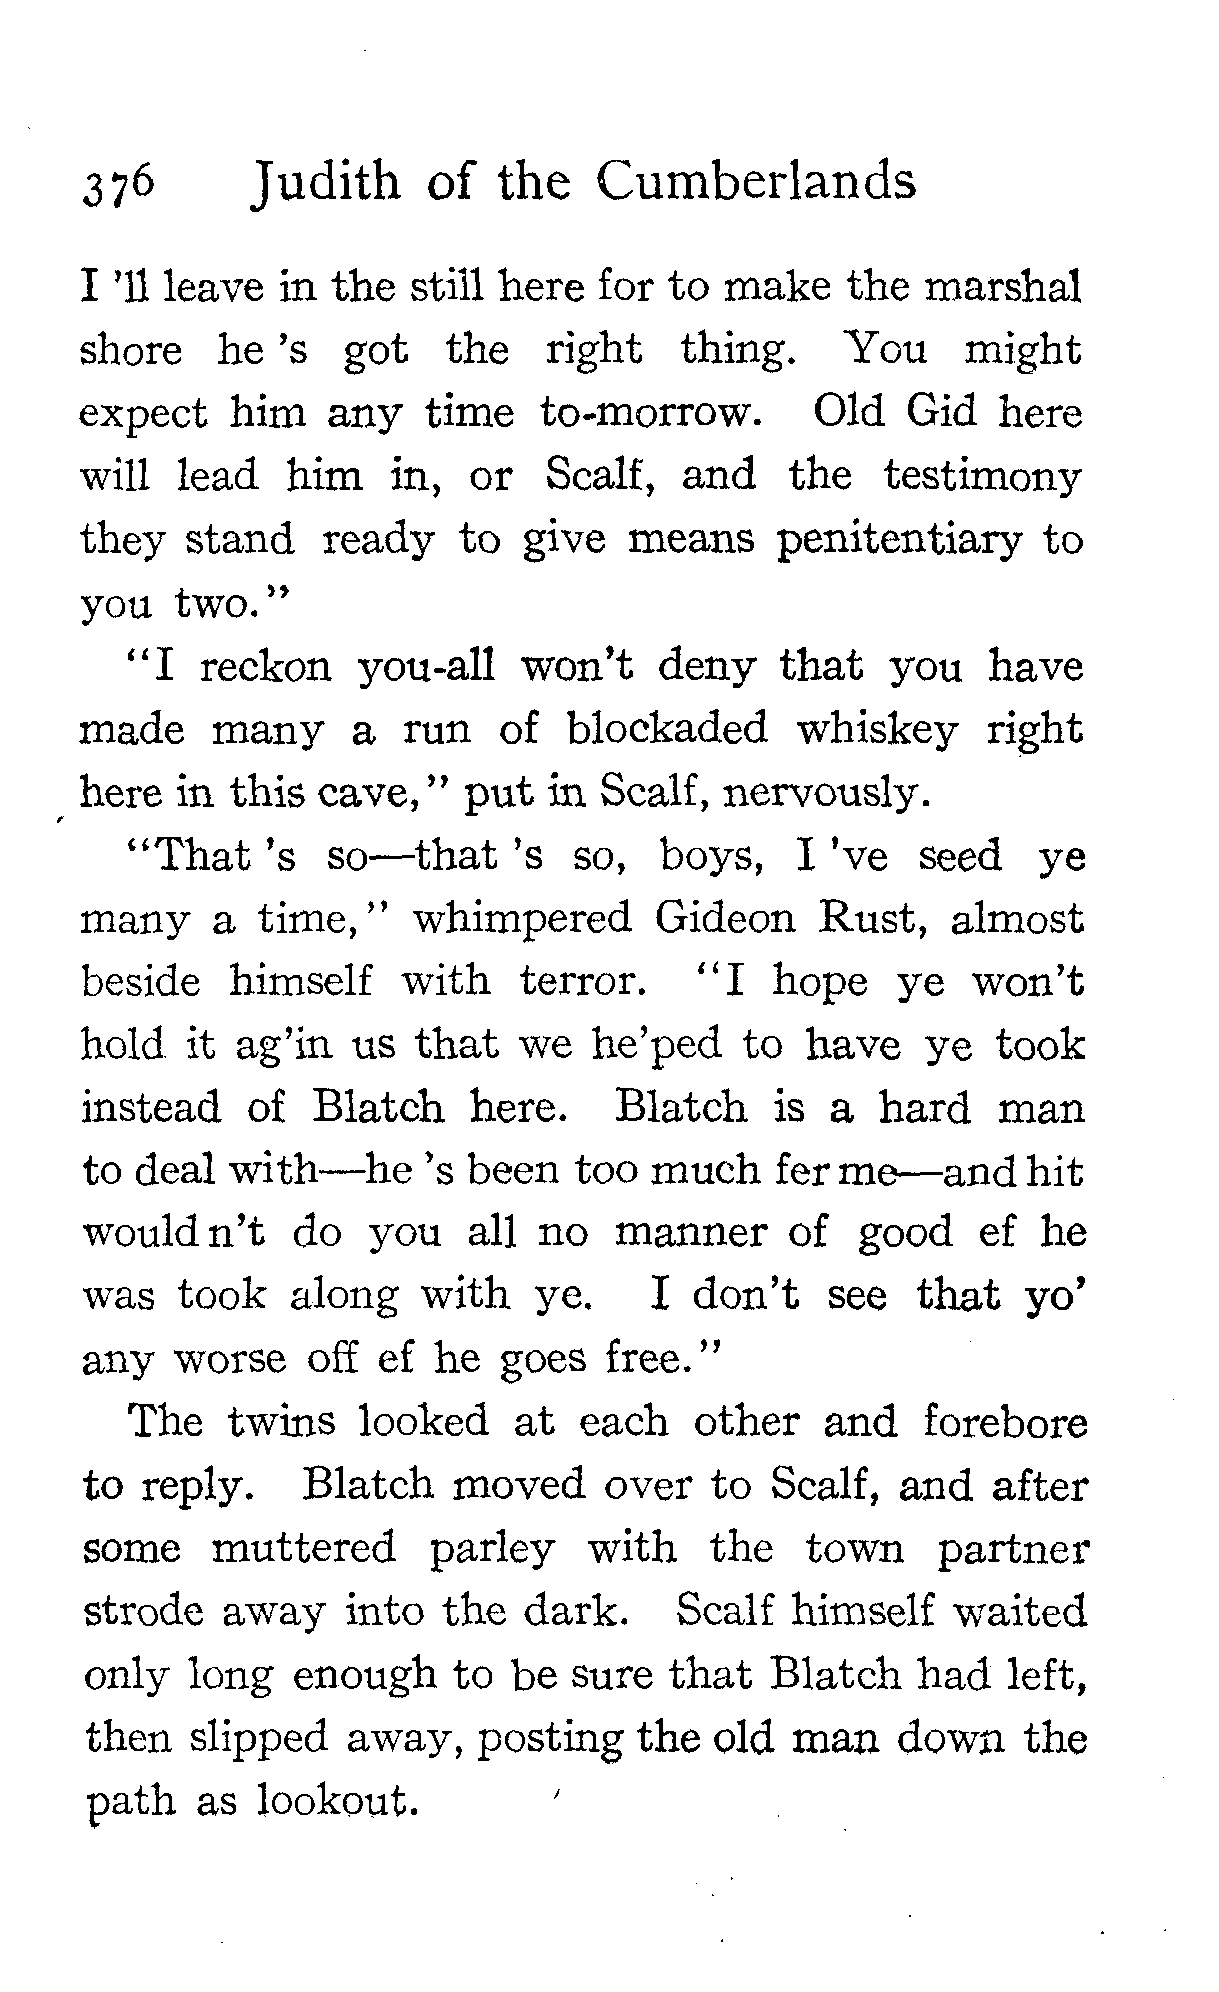 376 Judith of the Cumberlands
I 'll leave in the still here for to make the marshal
shore he 's got the right thing. You might
expect him any time to-morrow. Old Gid here
will lead him in, or Scalf, and the testimony
they stand ready to give means penitentiary to
you two."
"I reckon you-all won't deny that you have
made many a run of blockaded whiskey right
here in this cave," put in Scalf, nervously.
"That 's so—that 's so, boys, I 've seed ye
many a time," whimpered Gideon Rust, almost
beside himself with terror. "I hope ye won't
hold it ag'in us that we he'ped to have ye took
instead of Blatch here. Blatch is a hard man
to deal with—he 's been too much fer me—and hit
would n't do you all no manner of good ef he
was took along with ye. I don't see that yo'
any worse off ef he goes free."
The twins looked at each other and forebore
to reply. Blatch moved over to Scalf, and after
some muttered parley with the town partner
strode away into the dark. Scalf himself waited
only long enough to be sure that Blatch had left,
then slipped away, posting the old man down the
path as lookout.